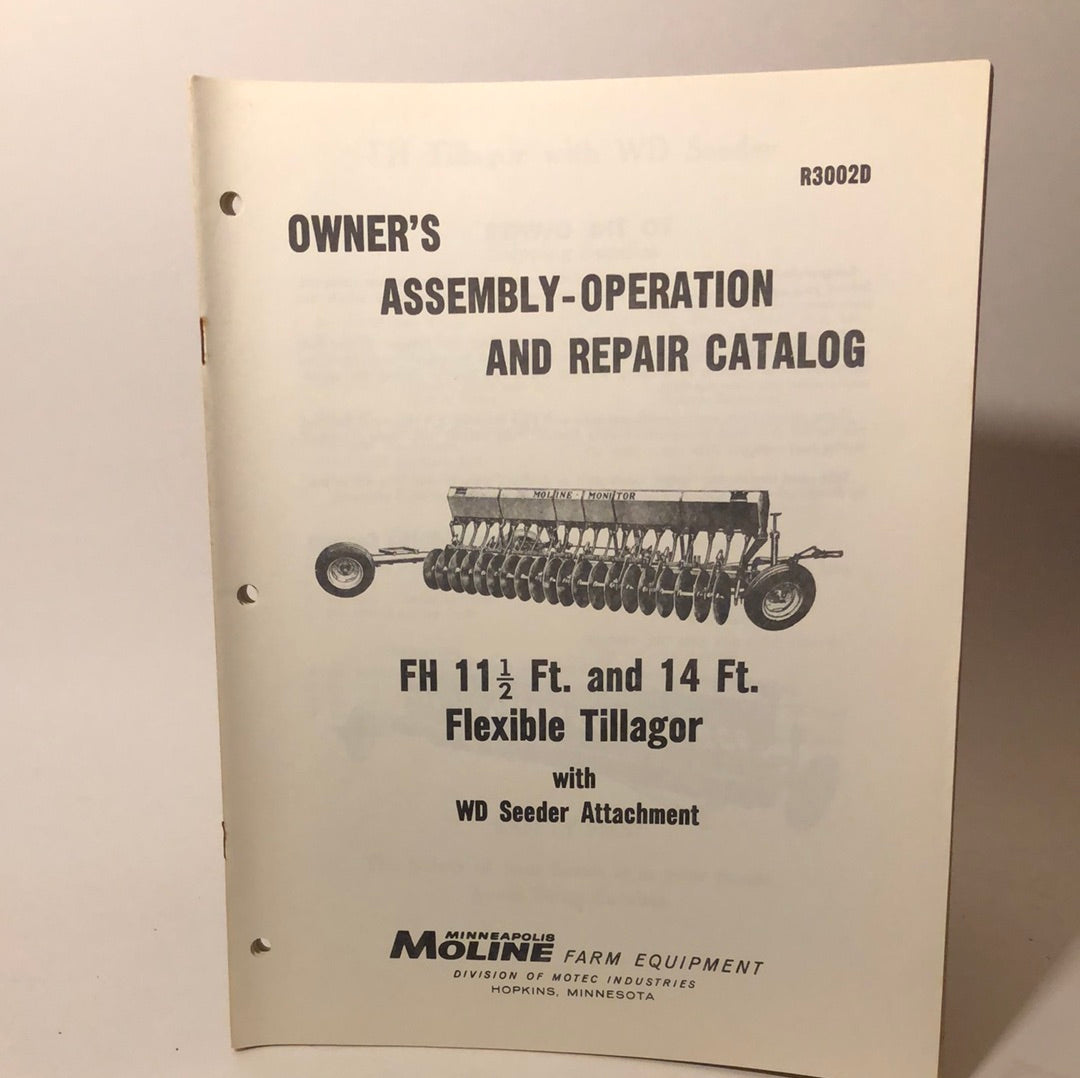 R3002D
OWNER'S
ASSEMBLY-OPERATION
AND REPAIR CATALOG
MOLINE MONITOR
FH 11½ Ft. and 14 Ft.
Flexible Tillagor
with
WD Seeder Attachment
MINNEAPOLIS
MOLINE FARM EQUIPMENT
DIVISION OF MOTEC INDUSTRIES
HOPKINS, MINNESOTA